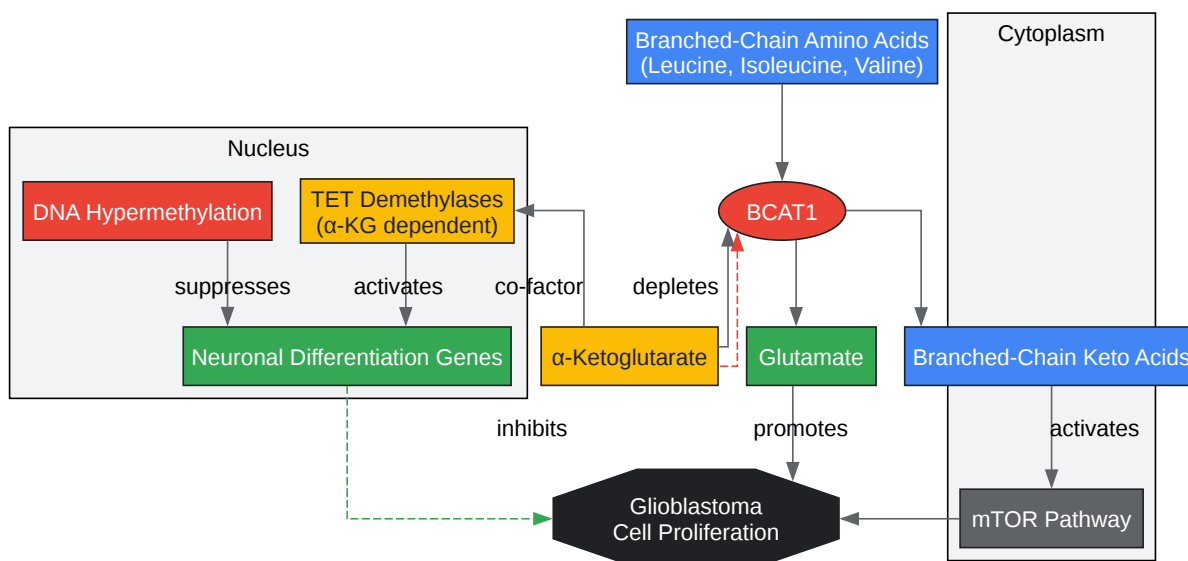 Branched-Chain Amino Acids
(Leucine, Isoleucine, Valine)
Cytoplasm
Nucleus
DNA Hypermethylation
TET Demethylases
(α-KG dependent)
BCAT1
suppresses
activates
co-factor
depletes
Neuronal Differentiation Genes
α-Ketoglutarate
Glutamate
Branched-Chain Keto Acids
inhibits
promotes
activates
Glioblastoma
Cell Proliferation
mTOR Pathway